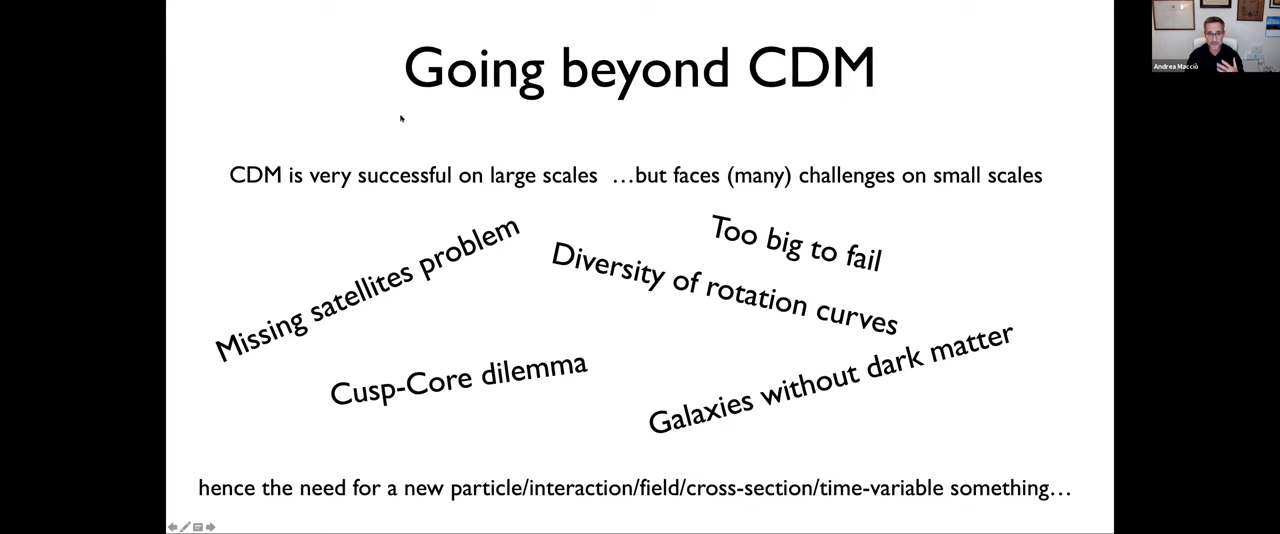 Going beyond CDM
Andrea Macciò
CDM is very successful on large scales …but faces (many) challenges on small scales
Missing satellites problem
Too big to fail
Diversity of rotation curves
Cusp-Core dilemma
Galaxies without dark matter
hence the need for a new particle/interaction/field/cross-section/time-variable something…